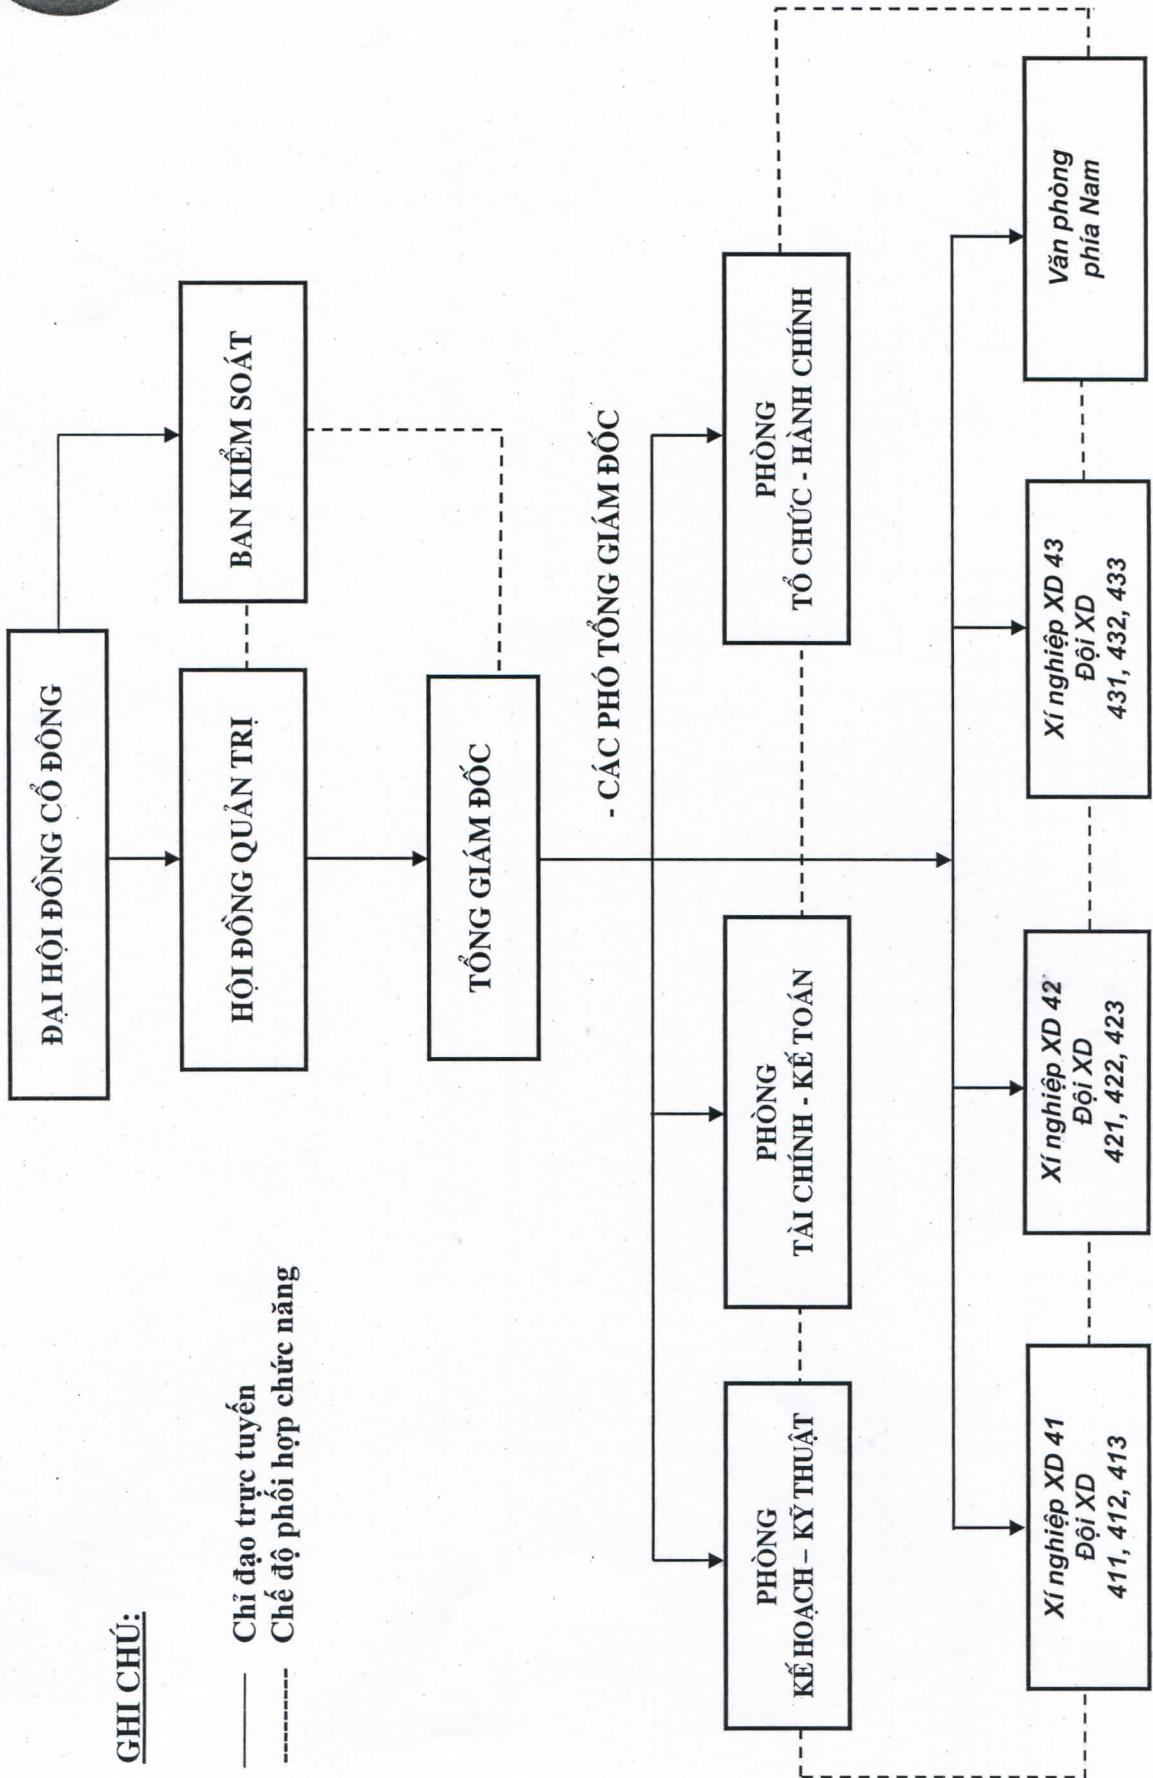 ĐẠI HỘI ĐỒNG CỔ ĐÔNG
HỘI ĐỒNG QUẢN TRỊ
BAN KIỂM SOÁT
GHI CHÚ:
Chỉ đạo trực tuyến
Chế độ phối hợp chức năng
TỔNG GIÁM ĐỐC
- CÁC PHÓ TỔNG GIÁM ĐỐC
PHÒNG
KẾ HOẠCH – KỸ THUẬT
PHÒNG
TÀI CHÍNH - KẾ TOÁN
PHÒNG
TỔ CHỨC - HÀNH CHÍNH
Xí nghiệp XD 41
Đội XD
411, 412, 413
Xí nghiệp XD 42
Đội XD
421, 422, 423
Xí nghiệp XD 43
Đội XD
431, 432, 433
Văn phòng
phía Nam